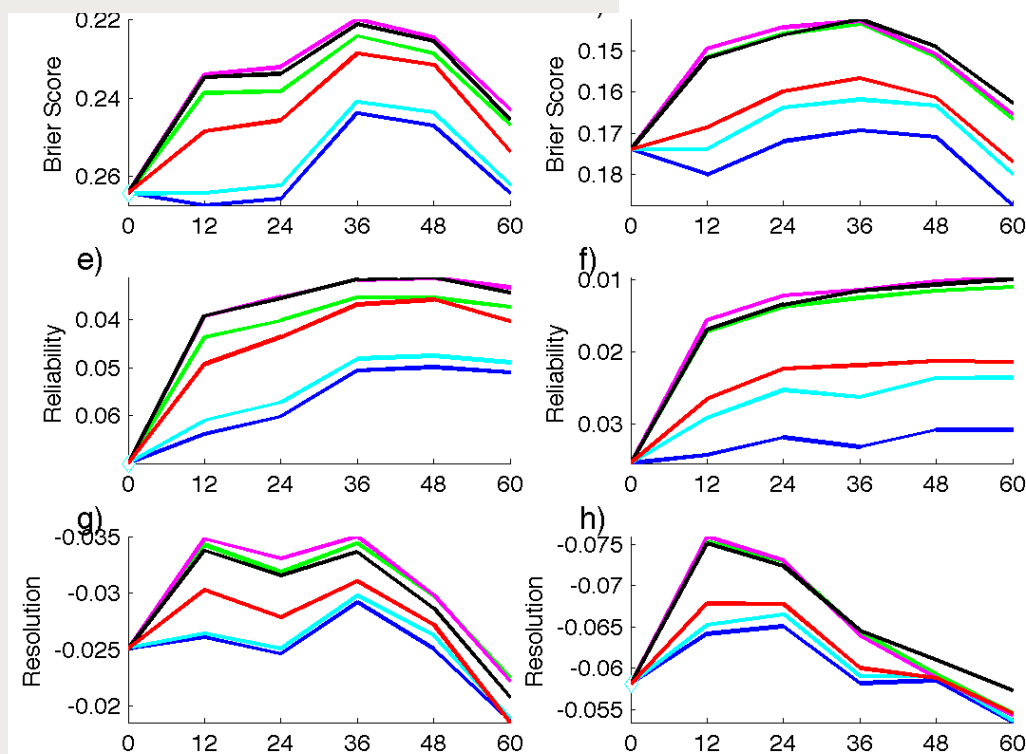 0.22
0.24
0.26
Brier Score
0 12 24 36 48 60
0.15
0.16
0.17
0.18
Brier Score
0 12 24 36 48 60
e)
0.04
0.05
0.06
Reliability
0 12 24 36 48 60
f)
0.01
0.02
0.03
Reliability
0 12 24 36 48 60
g)
-0.035
-0.03
-0.025
-0.02
Resolution
0 12 24 36 48 60
h)
-0.075
-0.07
-0.065
-0.06
-0.055
Resolution
0 12 24 36 48 60